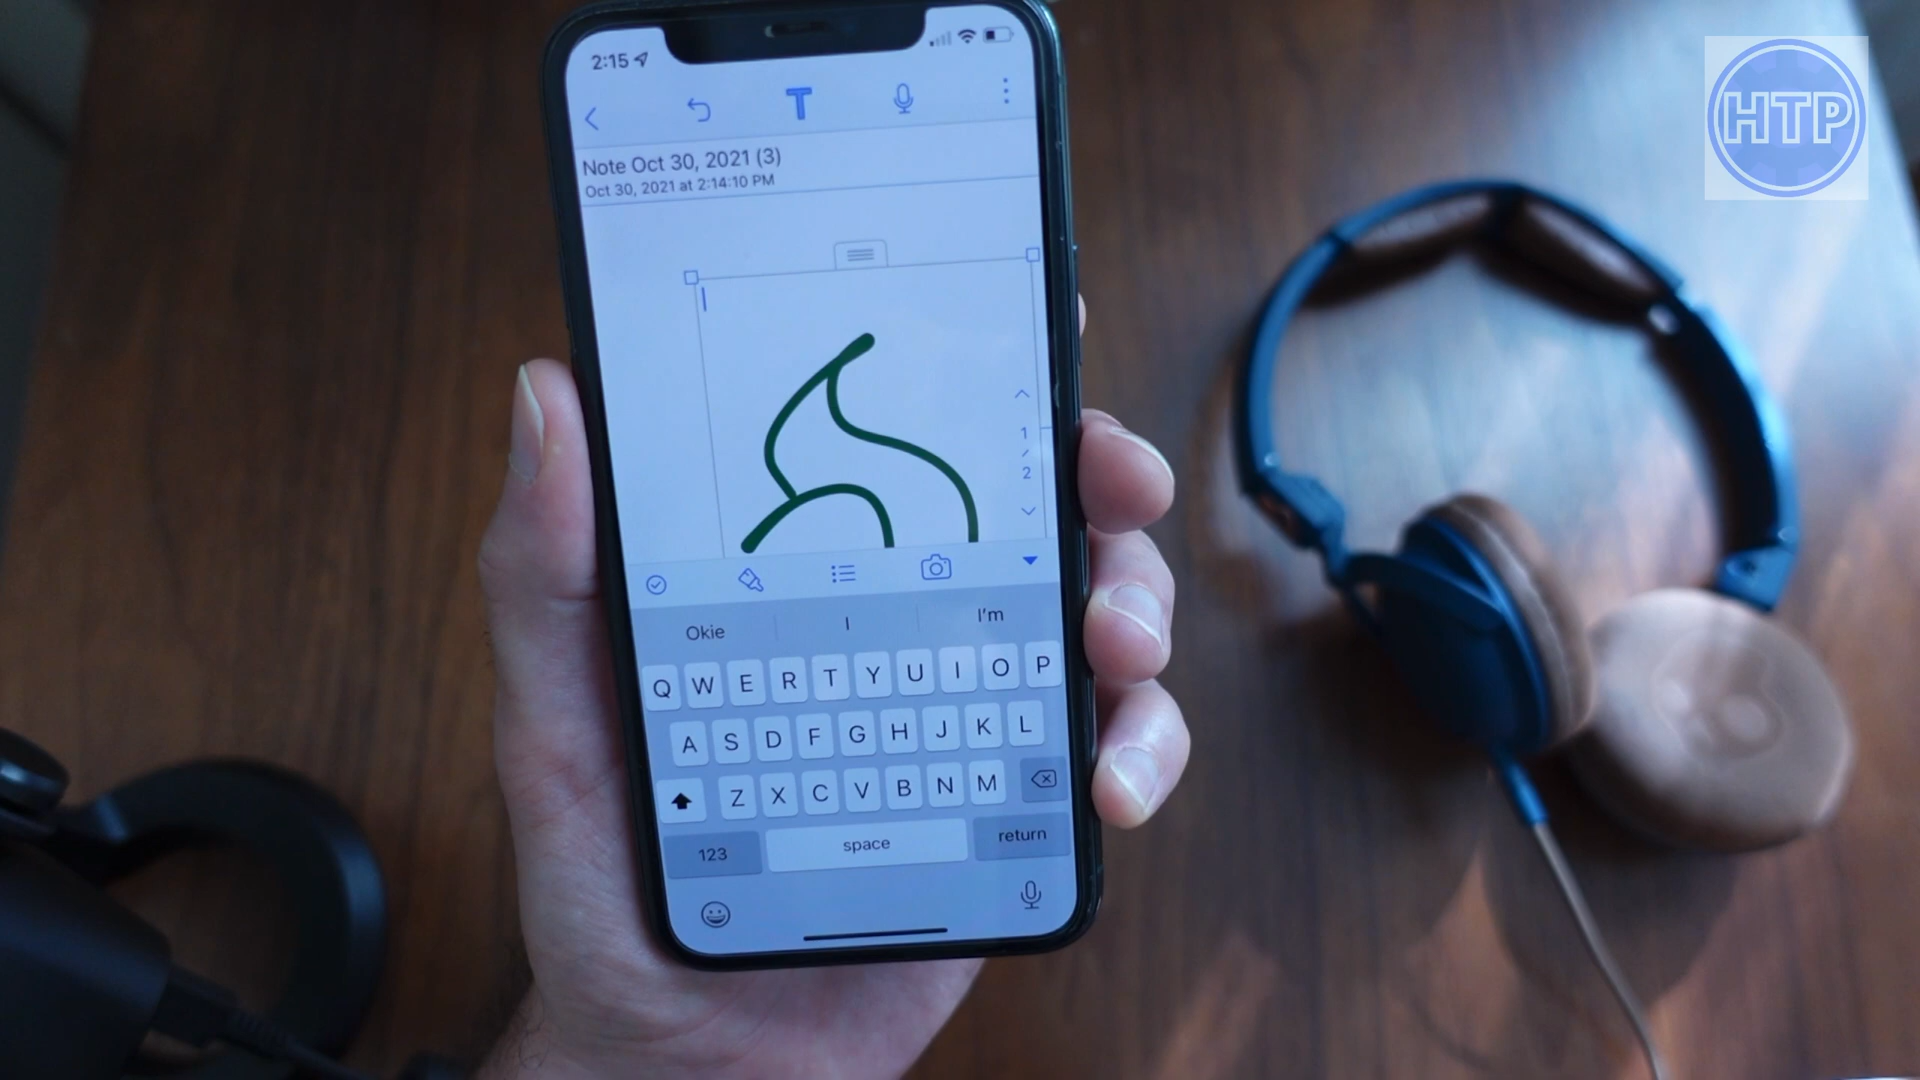 HTP
2:15
T
Note Oct 30, 2021 (3)
Oct 30, 2021 at 2:14:10 PM
1
/
2
Okie I I'm
Q W E R T Y U I O P
A S D F G H J K L
Z X C V B N M
123 space return